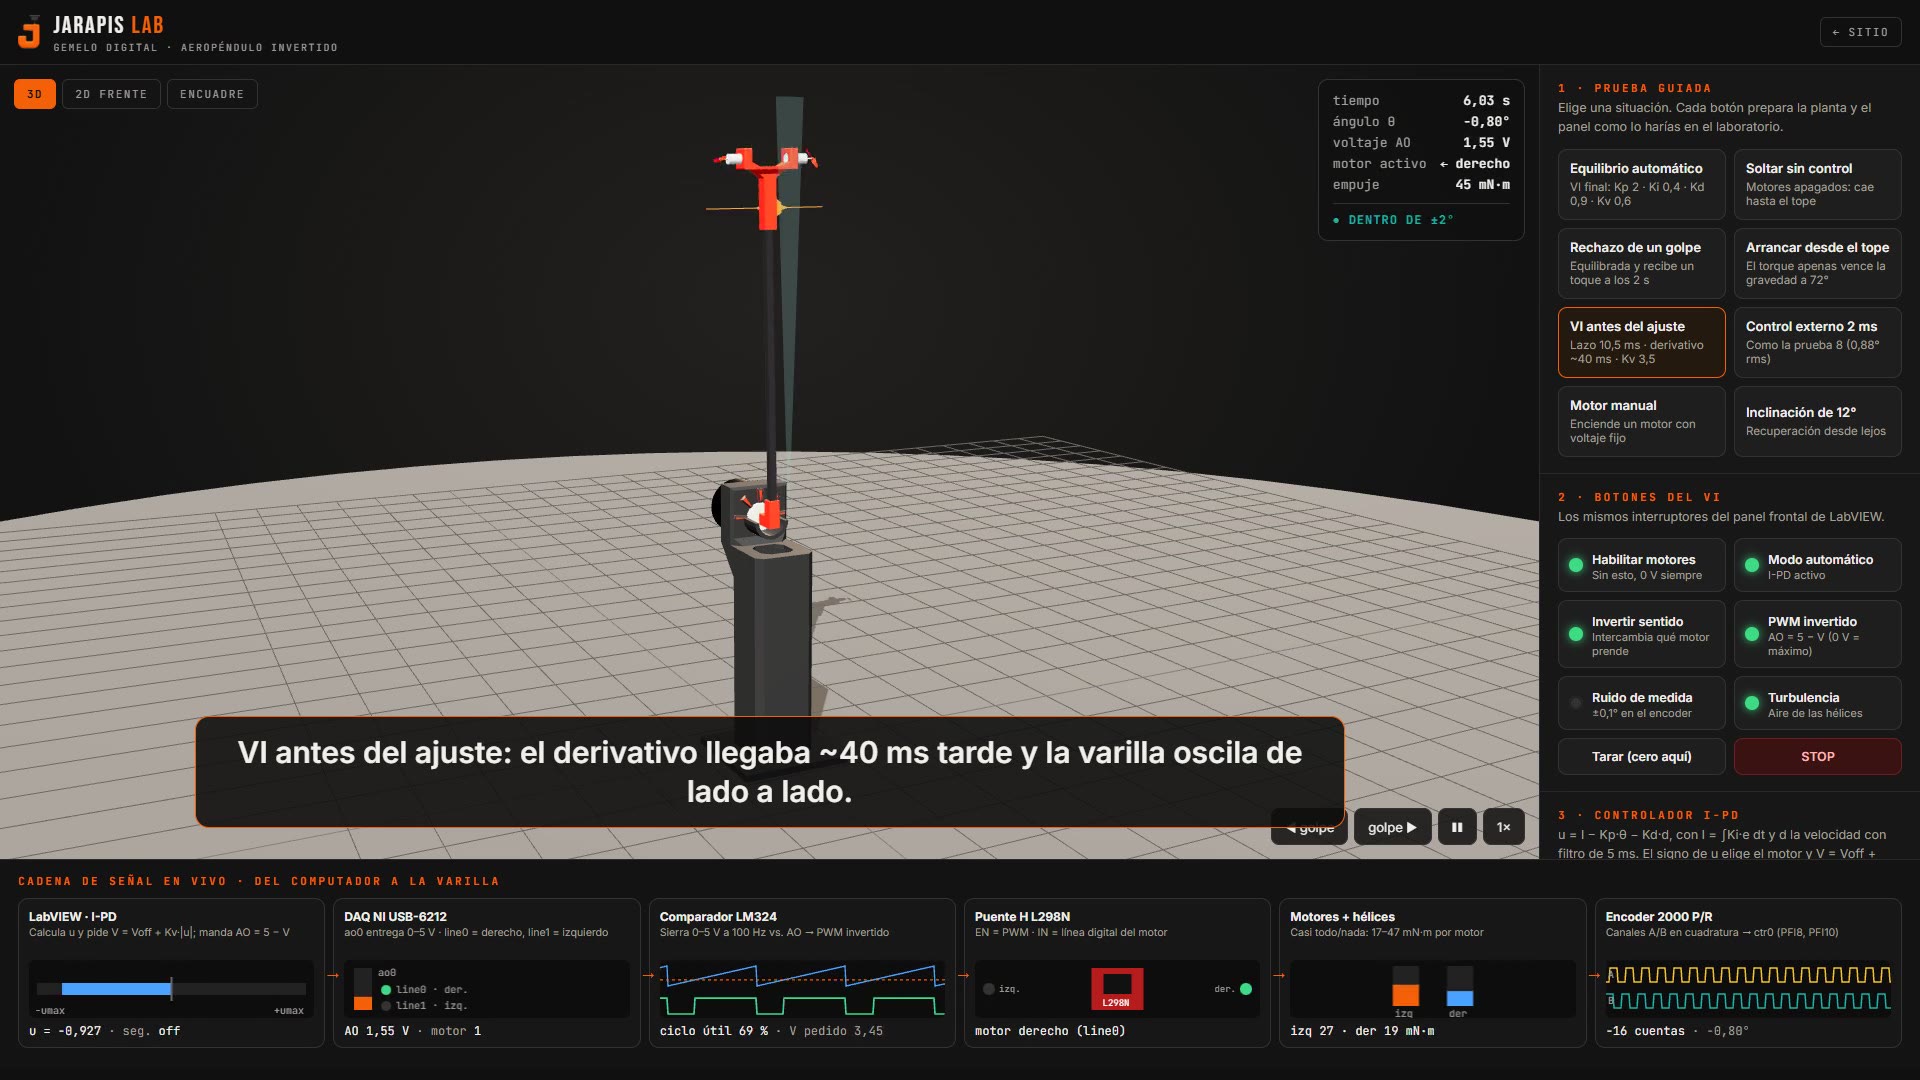 JARAPIS LAB
GEMELO DIGITAL · AEROPÉNDULO INVERTIDO
← SITIO
3D
2D FRENTE
ENCUADRE
tiempo 6,03 s
ángulo θ -0,80°
voltaje AO 1,55 V
motor activo ← derecho
empuje 45 mN·m
● DENTRO DE ±2°
1 · PRUEBA GUIADA
Elige una situación. Cada botón prepara la planta y el
panel como lo harías en el laboratorio.
Equilibrio automático
VI final: Kp 2 · Ki 0,4 · Kd
0,9 · Kv 0,6
Soltar sin control
Motores apagados: cae
hasta el tope
Rechazo de un golpe
Equilibrada y recibe un
toque a los 2 s
Arrancar desde el tope
El torque apenas vence la
gravedad a 72°
VI antes del ajuste
Lazo 10,5 ms · derivativo
~40 ms · Kv 3,5
Control externo 2 ms
Como la prueba 8 (0,88°
rms)
Motor manual
Enciende un motor con
voltaje fijo
Inclinación de 12°
Recuperación desde lejos
2 · BOTONES DEL VI
Los mismos interruptores del panel frontal de LabVIEW.
Habilitar motores
Sin esto, 0 V siempre
Modo automático
I-PD activo
Invertir sentido
Intercambia qué motor
prende
PWM invertido
AO = 5 − V (0 V =
máximo)
Ruido de medida
±0,1° en el encoder
Turbulencia
Aire de las hélices
Tarar (cero aquí)
STOP
3 · CONTROLADOR I-PD
u = I − Kp·θ − Kd·d, con I = ∫Ki·e dt y d la velocidad con
filtro de 5 ms. El signo de u elige el motor y V = Voff +
VI antes del ajuste: el derivativo llegaba ~40 ms tarde y la varilla oscila de
lado a lado.
◀ golpe
golpe ▶
1×
CADENA DE SEÑAL EN VIVO · DEL COMPUTADOR A LA VARILLA
LabVIEW · I-PD
Calcula u y pide V = Voff + Kv·|u|; manda AO = 5 − V
-umax
+umax
u = -0,927 · seg. off
→
DAQ NI USB-6212
ao0 entrega 0–5 V · line0 = derecho, line1 = izquierdo
ao0
line0 · der.
line1 · izq.
AO 1,55 V · motor 1
→
Comparador LM324
Sierra 0–5 V a 100 Hz vs. AO → PWM invertido
ciclo útil 69 % · V pedido 3,45
→
Puente H L298N
EN = PWM · IN = línea digital del motor
izq.
L298N
der.
motor derecho (line0)
→
Motores + hélices
Casi todo/nada: 17–47 mN·m por motor
izq
der
izq 27 · der 19 mN·m
→
Encoder 2000 P/R
Canales A/B en cuadratura → ctr0 (PFI8, PFI10)
A
B
-16 cuentas · -0,80°